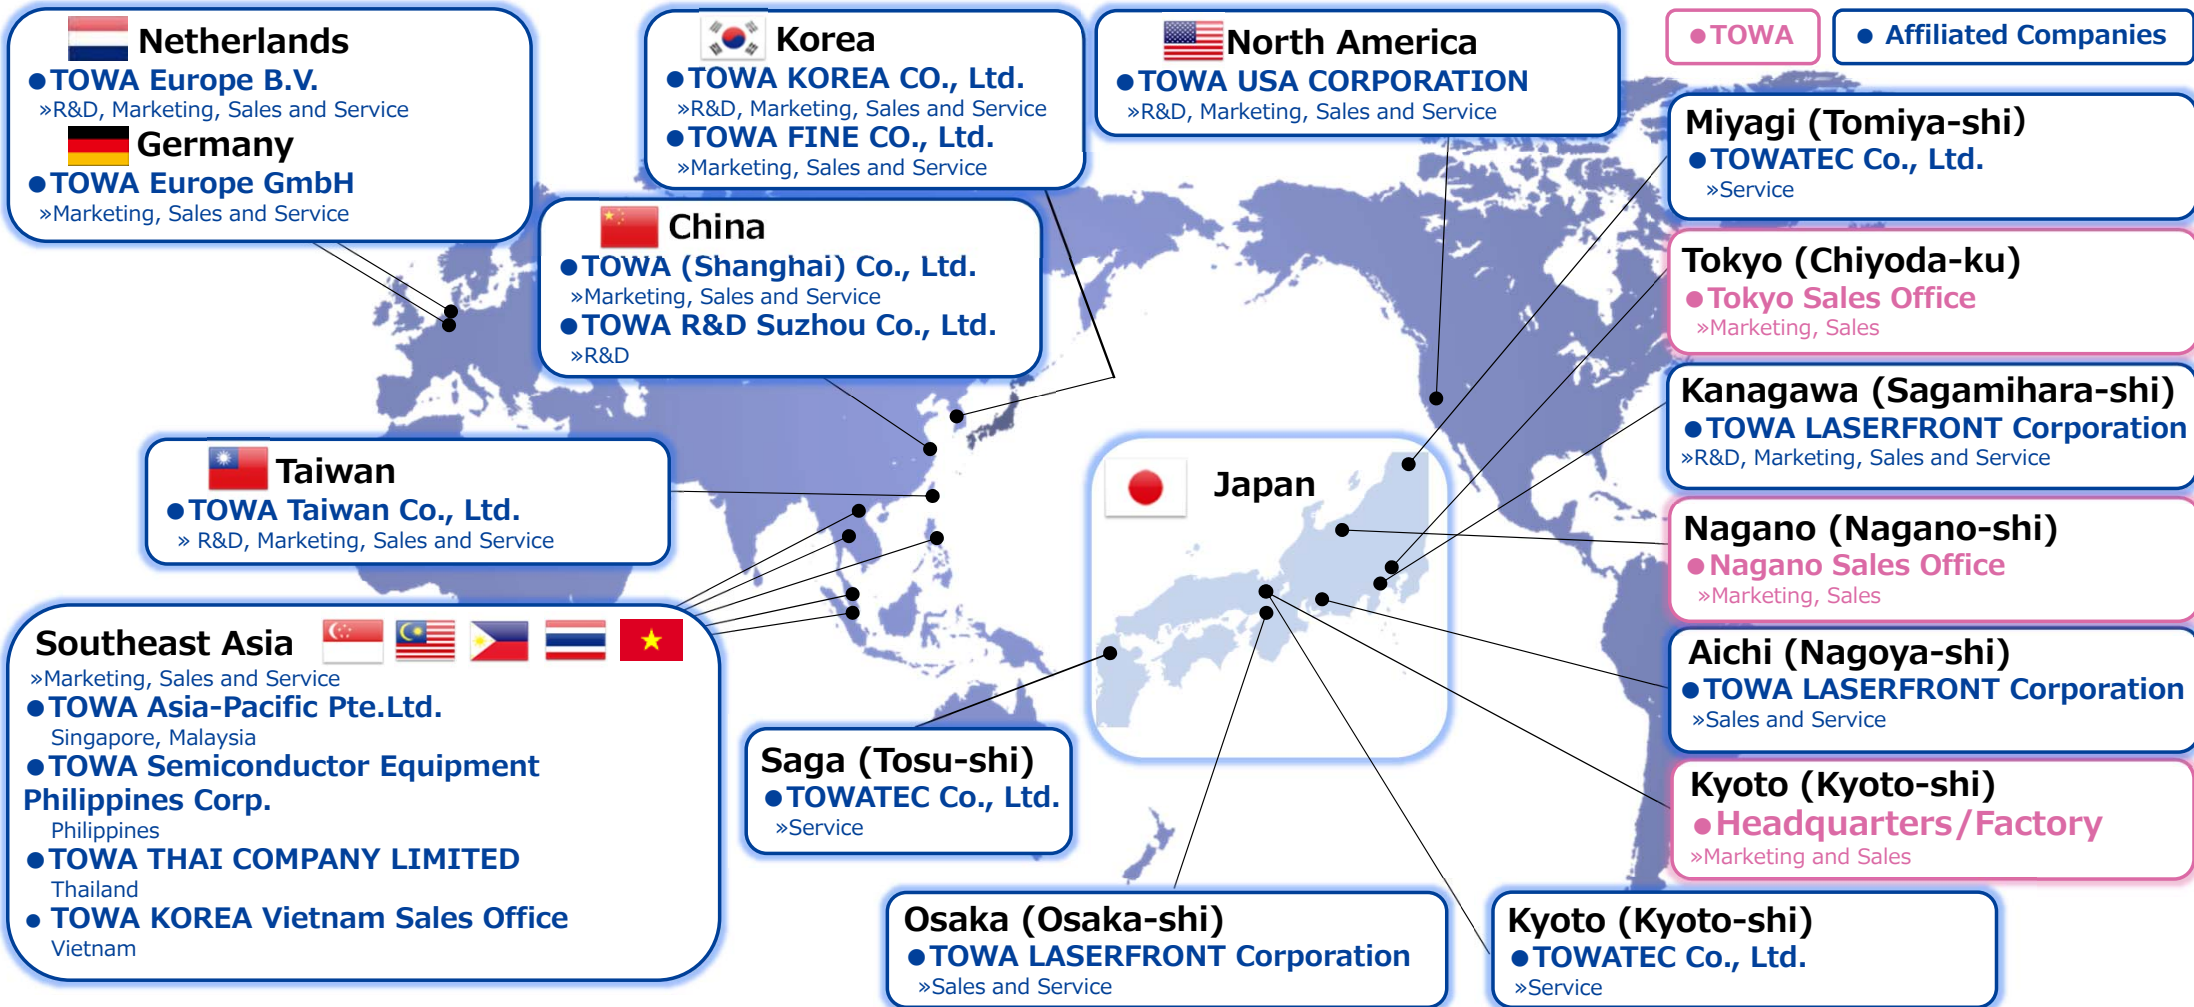 Netherlands
●TOWA Europe B.V.
»R&D, Marketing, Sales and Service
Germany
●TOWA Europe GmbH
»Marketing, Sales and Service
Korea
●TOWA KOREA CO., Ltd.
»R&D, Marketing, Sales and Service
●TOWA FINE CO., Ltd.
»Marketing, Sales and Service
North America
●TOWA USA CORPORATION
»R&D, Marketing, Sales and Service
●TOWA
● Affiliated Companies
China
●TOWA (Shanghai) Co., Ltd.
»Marketing, Sales and Service
●TOWA R&D Suzhou Co., Ltd.
»R&D
Taiwan
●TOWA Taiwan Co., Ltd.
» R&D, Marketing, Sales and Service
Southeast Asia
»Marketing, Sales and Service
●TOWA Asia-Pacific Pte.Ltd.
Singapore, Malaysia
●TOWA Semiconductor Equipment
Philippines Corp.
Philippines
●TOWA THAI COMPANY LIMITED
Thailand
● TOWA KOREA Vietnam Sales Office
Vietnam
Japan
Miyagi (Tomiya-shi)
●TOWATEC Co., Ltd.
»Service
Tokyo (Chiyoda-ku)
●Tokyo Sales Office
»Marketing, Sales
Kanagawa (Sagamihara-shi)
●TOWA LASERFRONT Corporation
»R&D, Marketing, Sales and Service
Nagano (Nagano-shi)
●Nagano Sales Office
»Marketing, Sales
Aichi (Nagoya-shi)
●TOWA LASERFRONT Corporation
»Sales and Service
Kyoto (Kyoto-shi)
●Headquarters/Factory
»Marketing and Sales
Saga (Tosu-shi)
●TOWATEC Co., Ltd.
»Service
Osaka (Osaka-shi)
●TOWA LASERFRONT Corporation
»Sales and Service
Kyoto (Kyoto-shi)
●TOWATEC Co., Ltd.
»Service